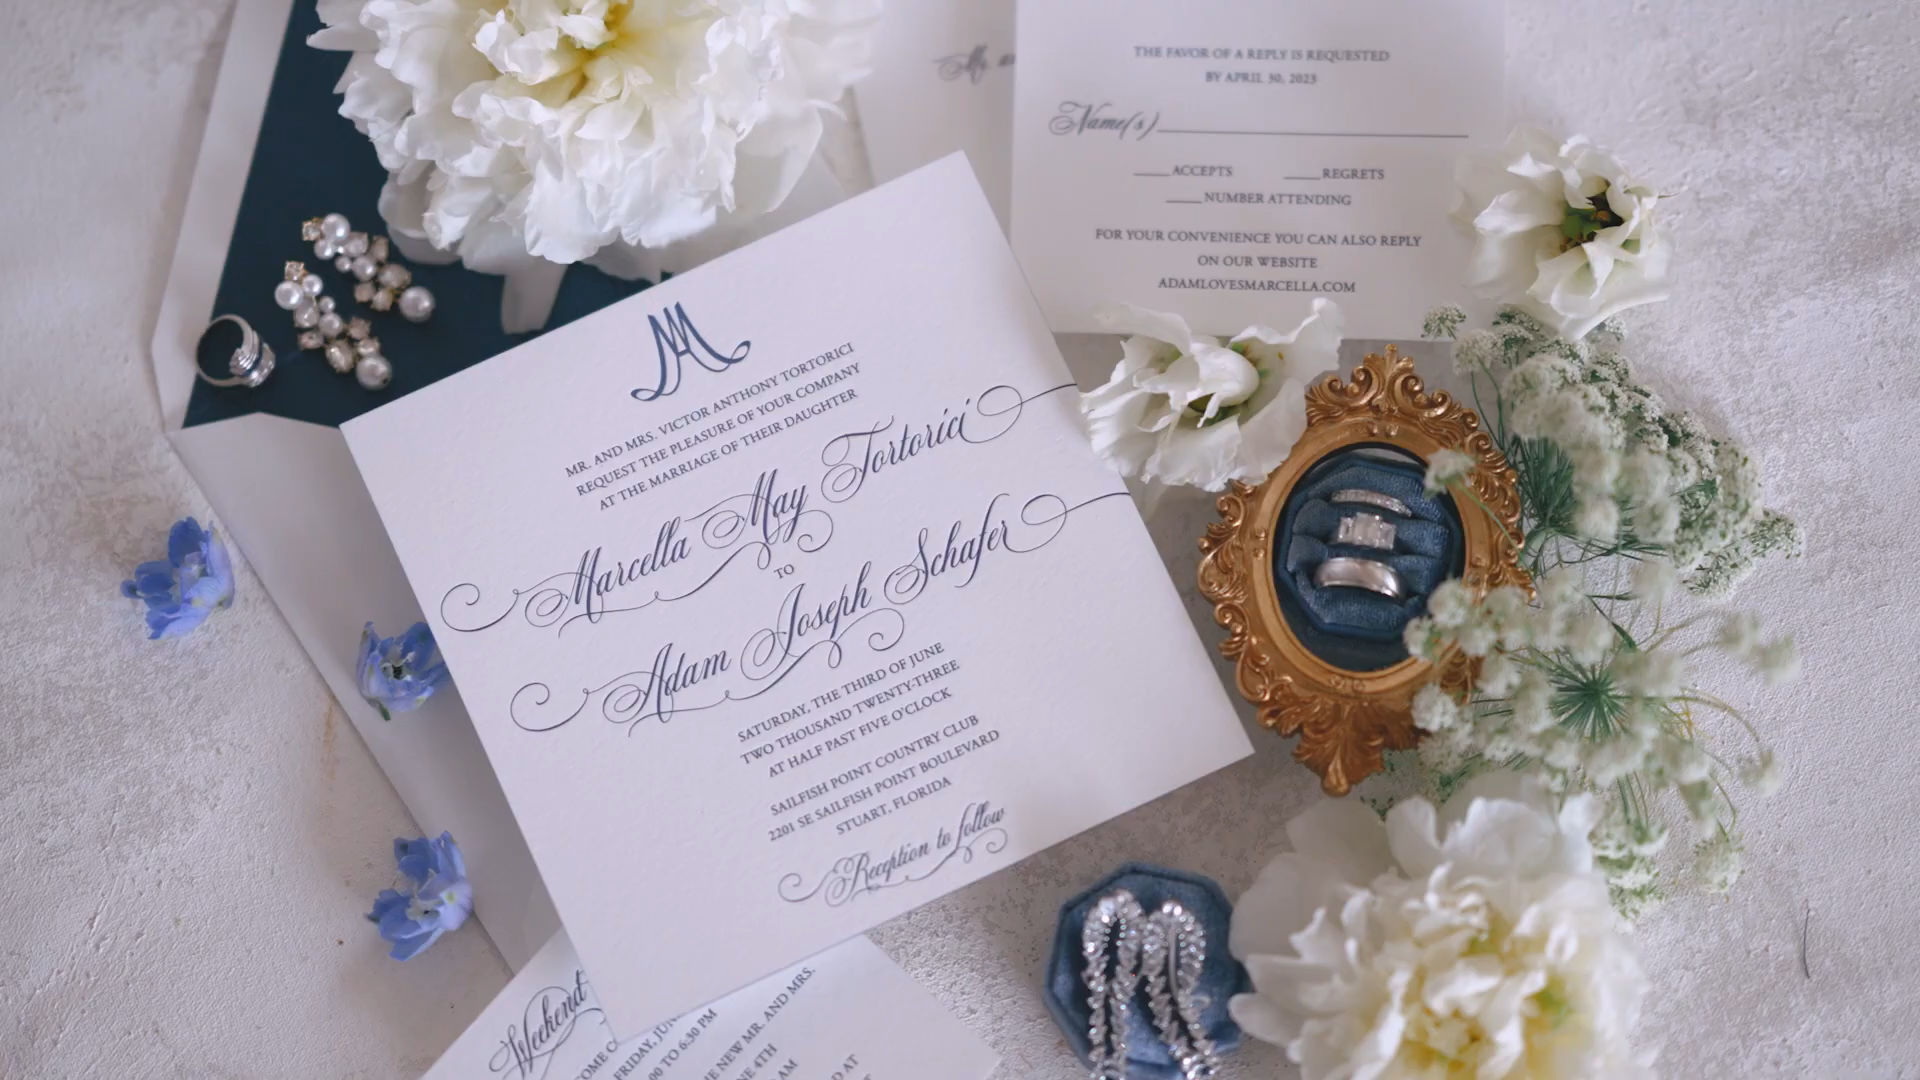 MR. AND MRS. VICTOR ANTHONY TORTORICI
REQUEST THE PLEASURE OF YOUR COMPANY
AT THE MARRIAGE OF THEIR DAUGHTER
Marcella May Tortorici
TO
Adam Joseph Schafer
SATURDAY, THE THIRD OF JUNE
TWO THOUSAND TWENTY-THREE
AT HALF PAST FIVE O'CLOCK
SAILFISH POINT COUNTRY CLUB
2201 SE SAILFISH POINT BOULEVARD
STUART, FLORIDA
Reception to follow
THE FAVOR OF A REPLY IS REQUESTED
BY APRIL 30, 2023
Name(s)
ACCEPTS REGRETS
NUMBER ATTENDING
FOR YOUR CONVENIENCE YOU CAN ALSO REPLY
ON OUR WEBSITE
ADAMLOVESMARCELLA.COM
Mr.
Weekend
FRIDAY,
00 TO 6:30 PM
NEW MR. AND MRS.
4TH
AM
AT